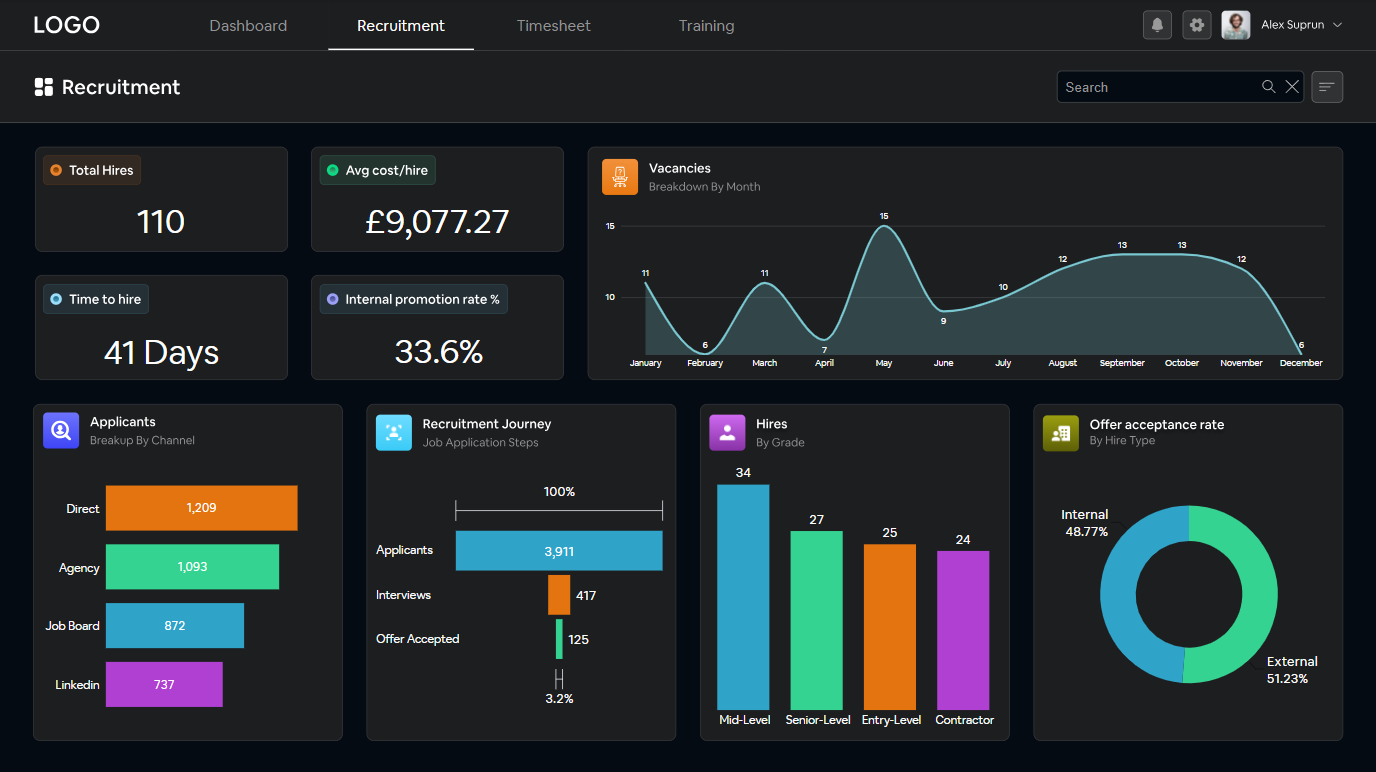 LOGO
Dashboard
Recruitment
Timesheet
Training
Alex Suprun
Recruitment
Search
Total Hires
110
Avg cost/hire
£9,077.27
Time to hire
41 Days
Internal promotion rate %
33.6%
Vacancies
Breakdown By Month
15
10
11
6
11
7
15
9
10
12
13
13
12
6
January
February
March
April
May
June
July
August
September
October
November
December
Applicants
Breakup By Channel
Direct
1,209
Agency
1,093
Job Board
872
Linkedin
737
Recruitment Journey
Job Application Steps
100%
Applicants
3,911
Interviews
417
Offer Accepted
125
3.2%
Hires
By Grade
34
27
25
24
Mid-Level
Senior-Level
Entry-Level
Contractor
Offer acceptance rate
By Hire Type
Internal
48.77%
External
51.23%